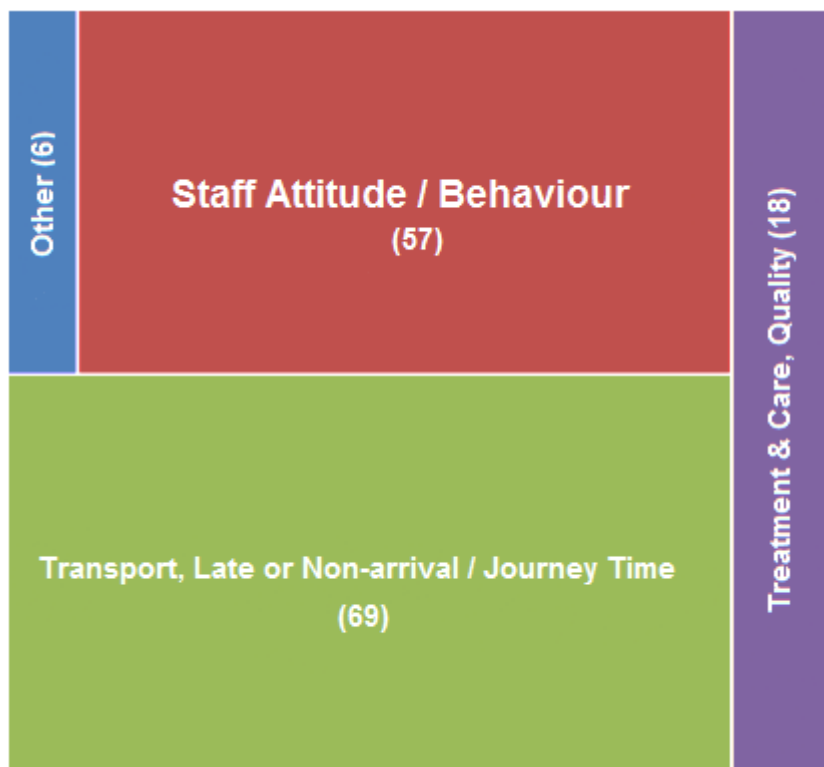 Other (6)
Staff Attitude / Behaviour
(57)
Treatment & Care, Quality (18)
Transport, Late or Non-arrival / Journey Time
(69)